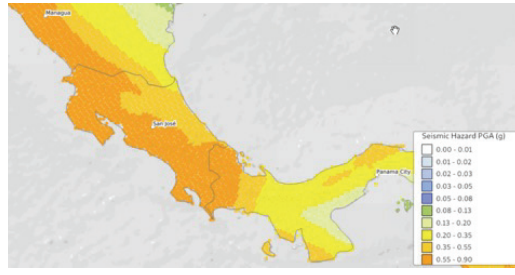 Managua
San José
Panama City
Seismic Hazard PGA (g)
0.00 - 0.01
0.01 - 0.02
0.02 - 0.03
0.03 - 0.05
0.05 - 0.08
0.08 - 0.13
0.13 - 0.20
0.20 - 0.35
0.35 - 0.55
0.55 - 0.90